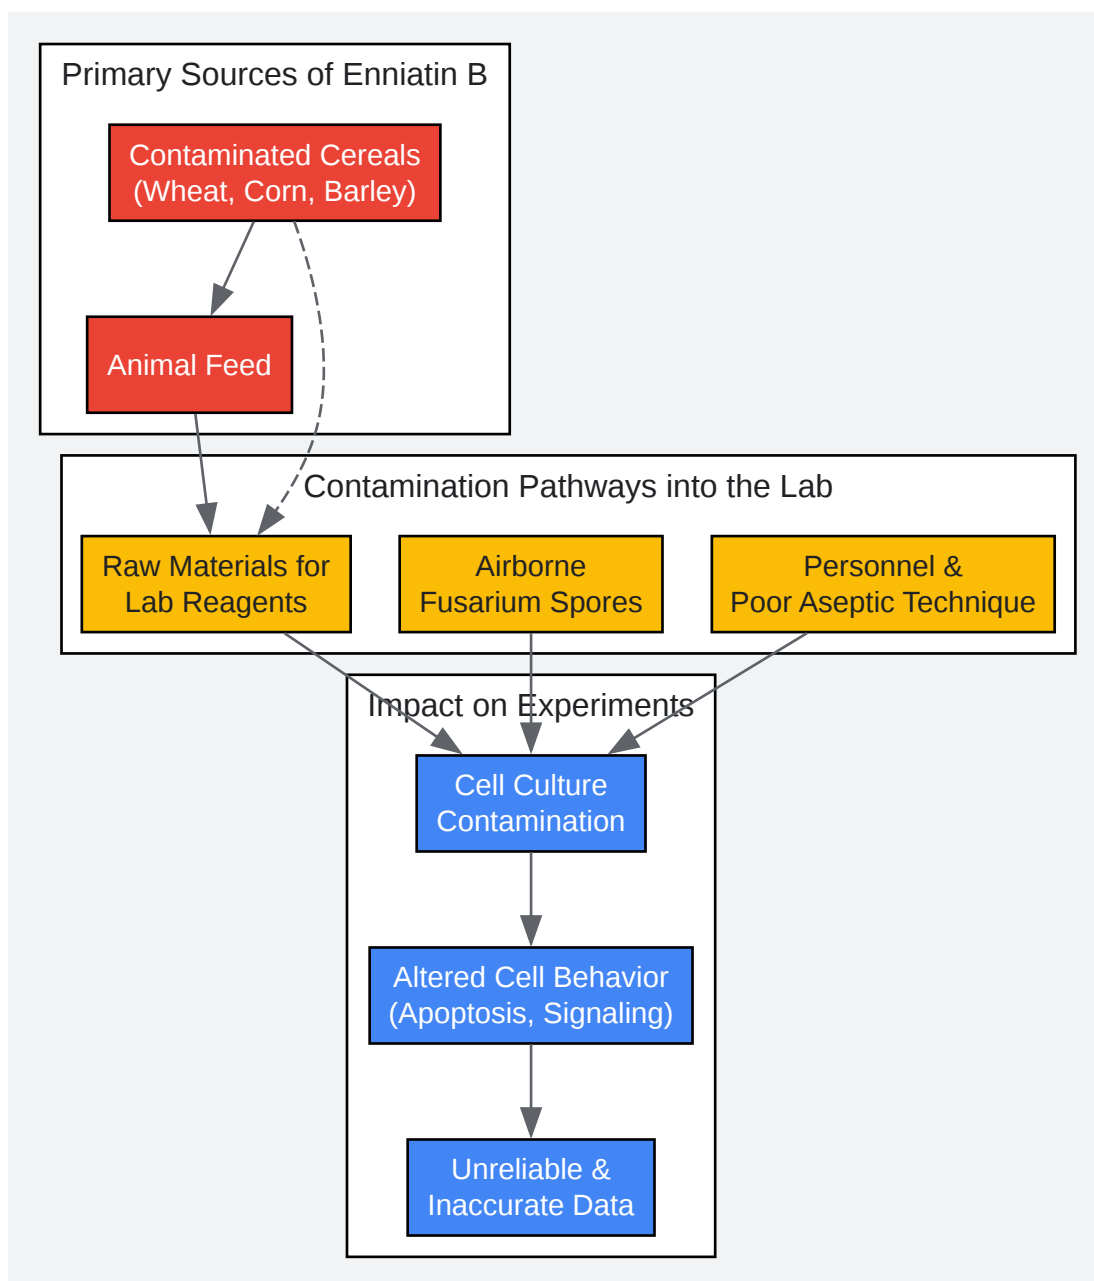 Primary Sources of Enniatin B
Contaminated Cereals
(Wheat, Corn, Barley)
Animal Feed
Contamination Pathways into the Lab
Raw Materials for
Lab Reagents
Airborne
Fusarium Spores
Personnel &
Poor Aseptic Technique
Impact on Experiments
Cell Culture
Contamination
Altered Cell Behavior
(Apoptosis, Signaling)
Unreliable &
Inaccurate Data